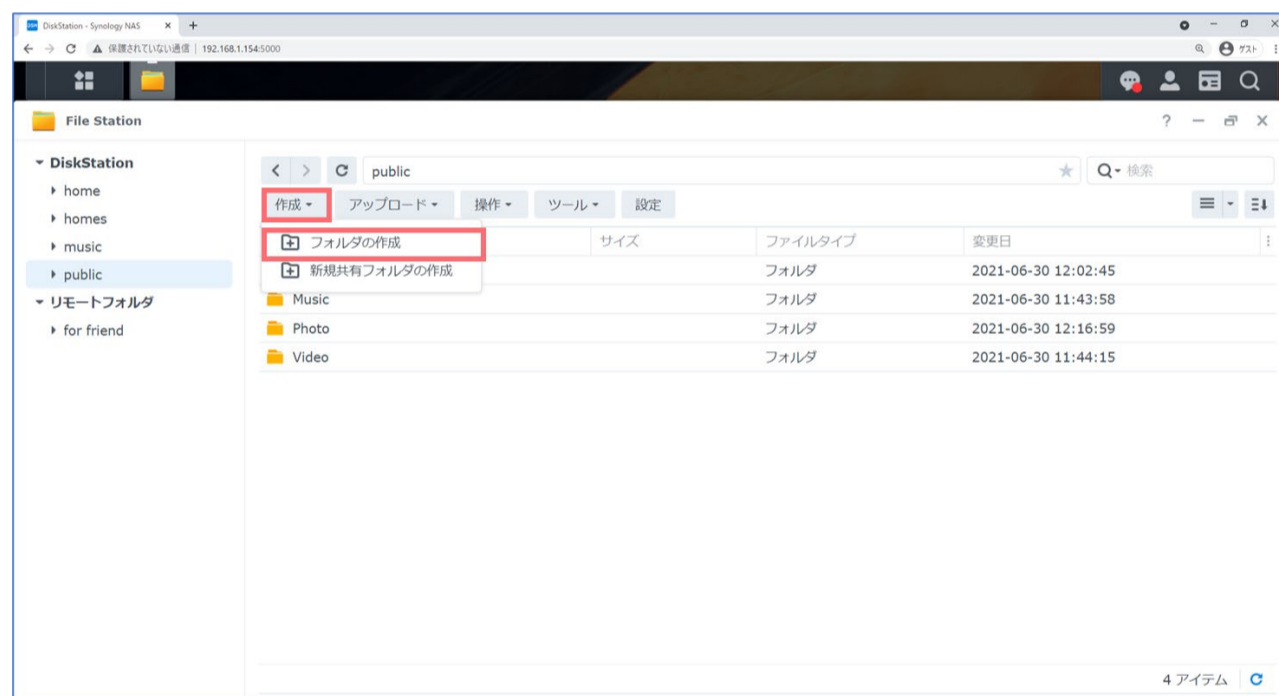 DiskStation - Synology NAS
保護されていない通信 | 192.168.1.154:5000
ゲスト
File Station
DiskStation
home
homes
music
public
リモートフォルダ
for friend
public
検索
作成 アップロード 操作 ツール 設定
フォルダの作成
新規共有フォルダの作成
サイズ ファイルタイプ 変更日
フォルダ 2021-06-30 12:02:45
Music フォルダ 2021-06-30 11:43:58
Photo フォルダ 2021-06-30 12:16:59
Video フォルダ 2021-06-30 11:44:15
4 アイテム